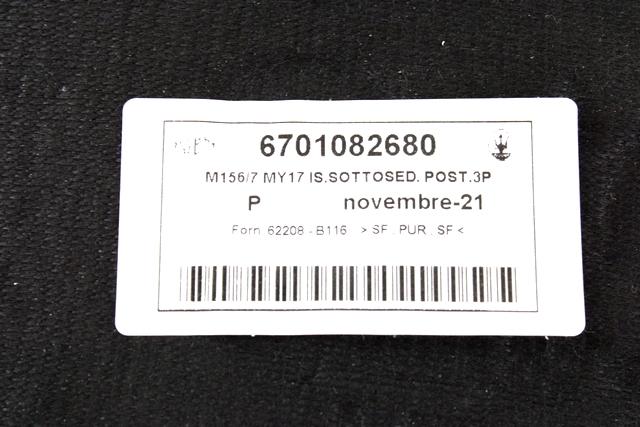 6701082680
M156/7 MY17 IS.SOTTOSED. POST.3P
P novembre-21
Forn. 62208 - B116 > SF . PUR . SF <